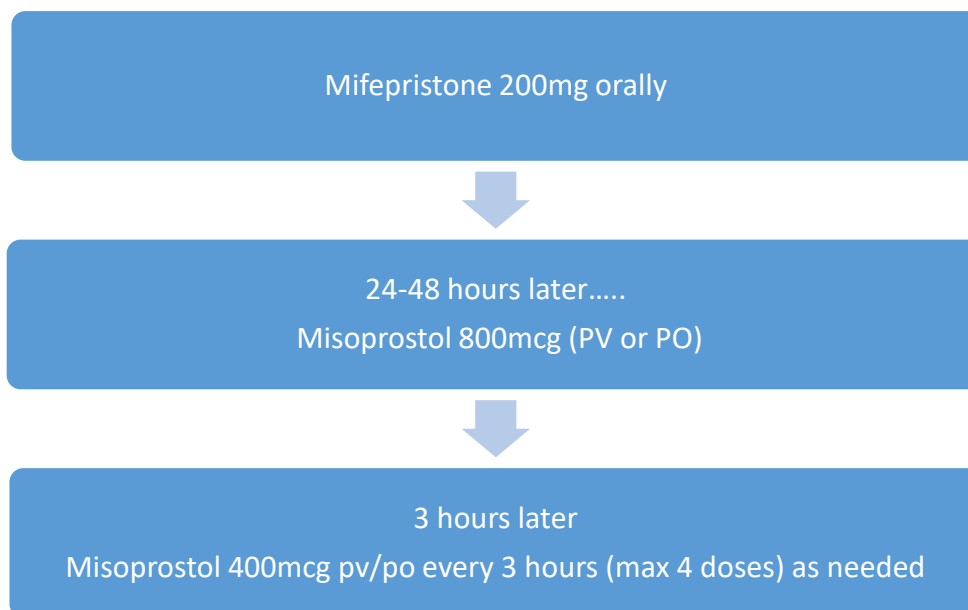 Mifepristone 200mg orally
24-48 hours later.....
Misoprostol 800mcg (PV or PO)
3 hours later
Misoprostol 400mcg pv/po every 3 hours (max 4 doses) as needed